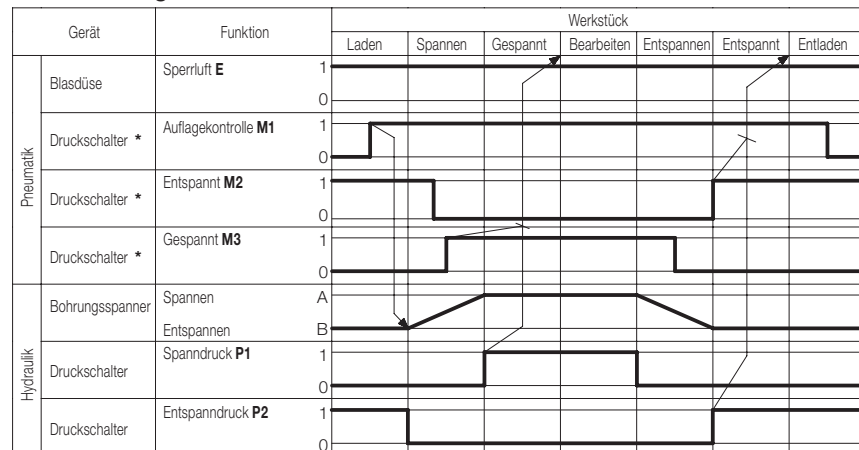 Gerät
Funktion
Werkstück
Laden Spannen Gespannt Bearbeiten Entspannen Entspannt Entladen
Pneumatik
Blasdüse
Sperrluft E
1
0
Druckschalter *
Auflagekontrolle M1
1
0
Druckschalter *
Entspannt M2
1
0
Druckschalter *
Gespannt M3
1
0
Hydraulik
Bohrungsspanner
Spannen A
Entspannen B
Druckschalter
Spanndruck P1
1
0
Druckschalter
Entspanndruck P2
1
0